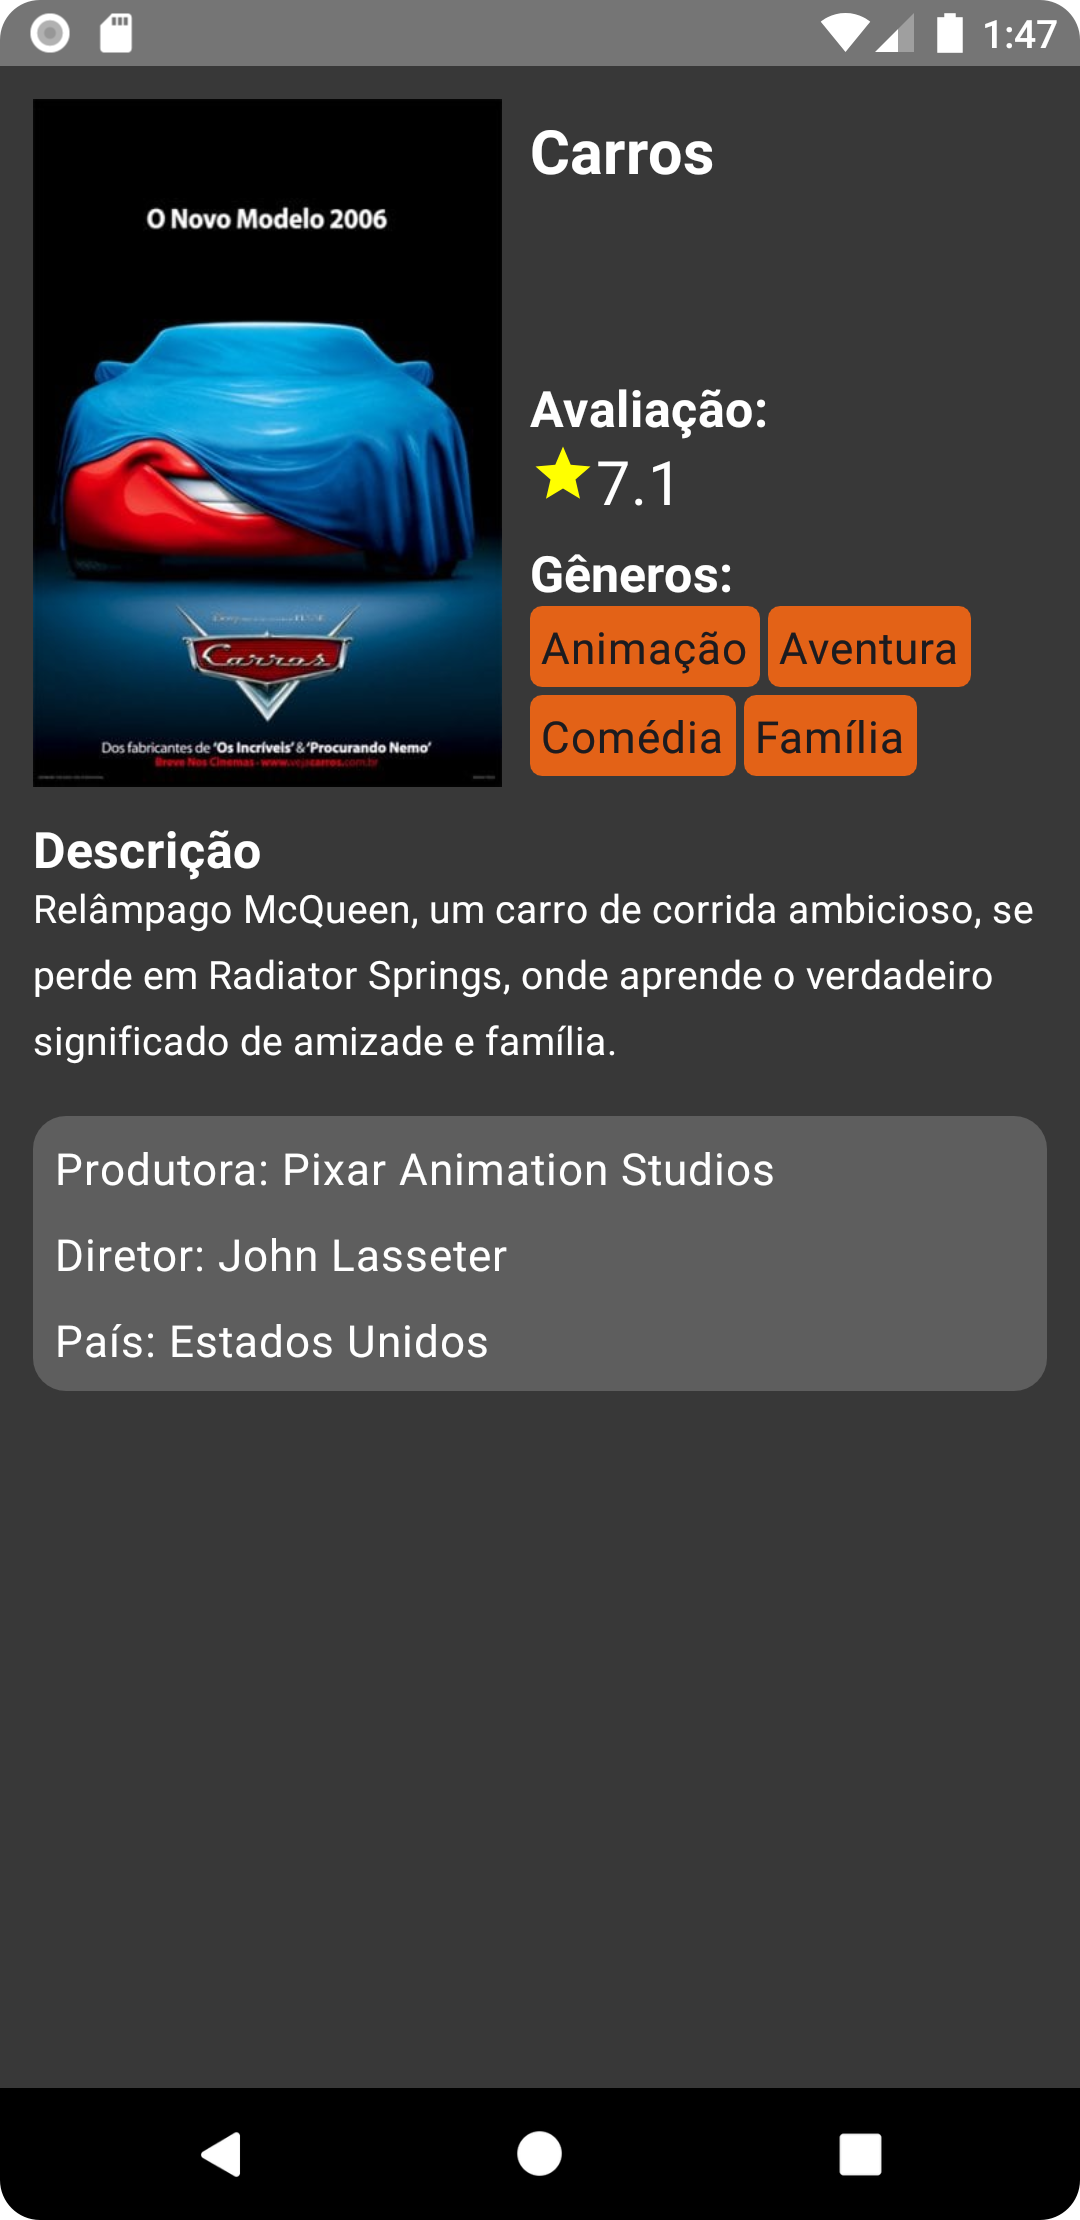 1:47
O Novo Modelo 2006
Carros
Dos fabricantes de 'Os Incríveis' & 'Procurando Nemo'
Breve Nos Cinemas - www.vejacarros.com.br
Carros
Avaliação:
7.1
Gêneros:
Animação Aventura
Comédia Família
Descrição
Relâmpago McQueen, um carro de corrida ambicioso, se
perde em Radiator Springs, onde aprende o verdadeiro
significado de amizade e família.
Produtora: Pixar Animation Studios
Diretor: John Lasseter
País: Estados Unidos